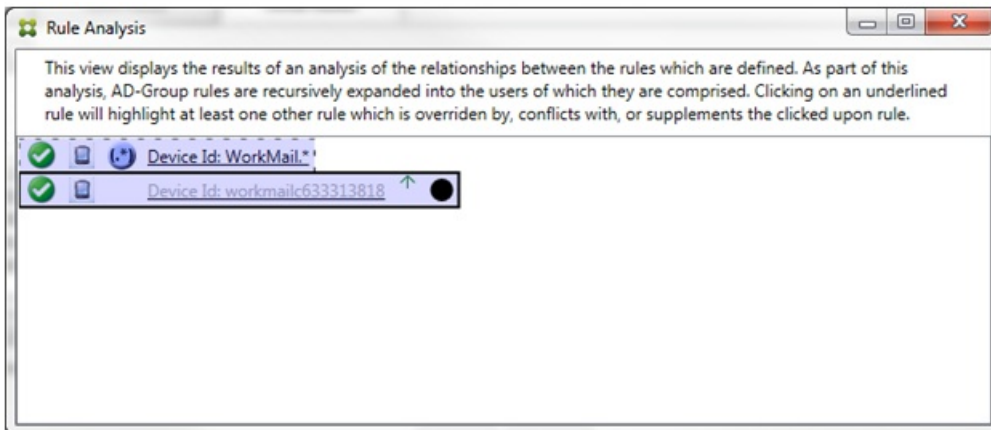 Rule Analysis
This view displays the results of an analysis of the relationships between the rules which are defined. As part of this
analysis, AD-Group rules are recursively expanded into the users of which they are comprised. Clicking on an underlined
rule will highlight at least one other rule which is overriden by, conflicts with, or supplements the clicked upon rule.
(.*) Device Id: WorkMail.*
Device Id: workmailc633313818